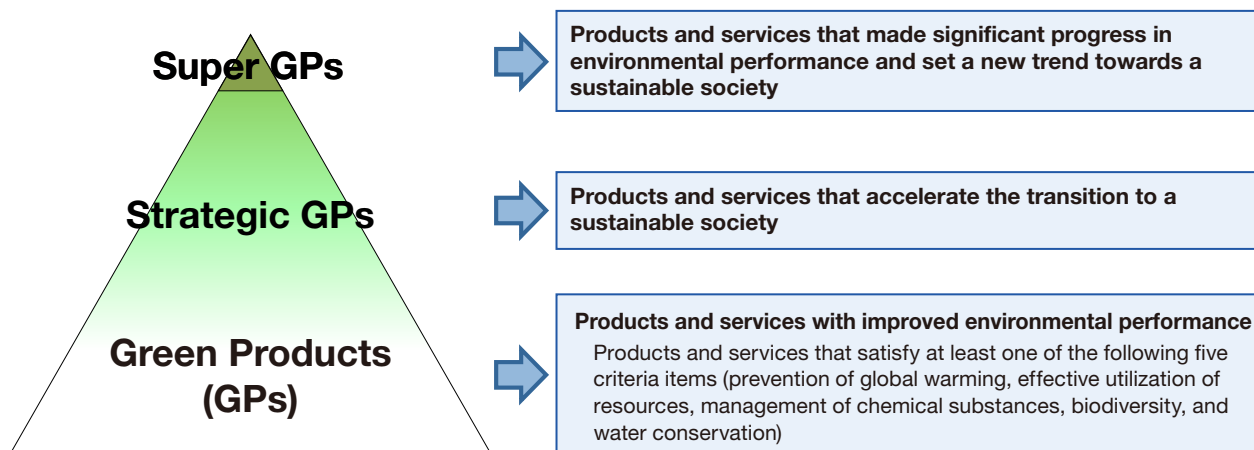 Super GPs
Products and services that made significant progress in
environmental performance and set a new trend towards a
sustainable society
Strategic GPs
Products and services that accelerate the transition to a
sustainable society
Green Products
(GPs)
Products and services with improved environmental performance
Products and services that satisfy at least one of the following five
criteria items (prevention of global warming, effective utilization of
resources, management of chemical substances, biodiversity, and
water conservation)